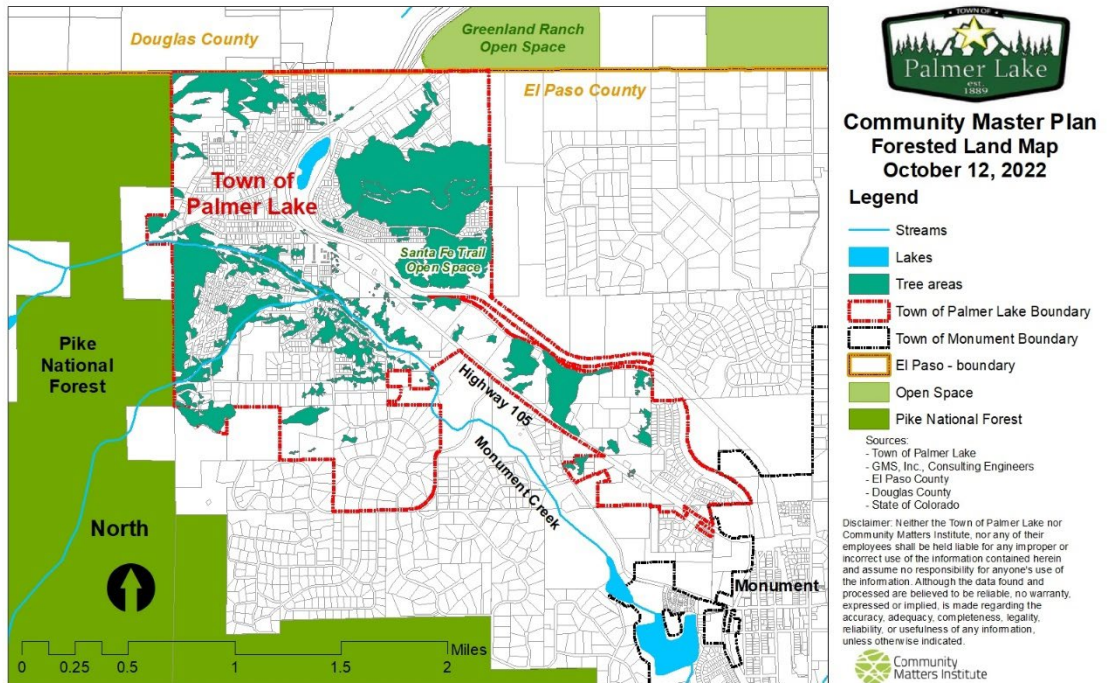 Douglas County
Greenland Ranch
Open Space
El Paso County
Town of
Palmer Lake
Santa Fe Trail
Open Space
Pike
National
Forest
Highway 105
Monument Creek
North
Monument
0 0.25 0.5 1 1.5 2 Miles
TOWN OF
Palmer Lake
est.
1889
Community Master Plan
Forested Land Map
October 12, 2022
Legend
Streams
Lakes
Tree areas
Town of Palmer Lake Boundary
Town of Monument Boundary
El Paso - boundary
Open Space
Pike National Forest
Sources:
- Town of Palmer Lake
- GMS, Inc., Consulting Engineers
- El Paso County
- Douglas County
- State of Colorado
Disclaimer: Neither the Town of Palmer Lake nor
Community Matters Institute, nor any of their
employees shall be held liable for any improper or
incorrect use of the information contained herein
and assume no responsibility for anyone's use of
the information. Although the data found and
processed are believed to be reliable, no warranty,
expressed or implied, is made regarding the
accuracy, adequacy, completeness, legality,
reliability, or usefulness of any information,
unless otherwise indicated.
Community
Matters Institute